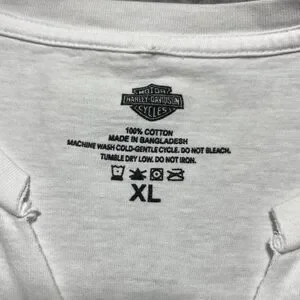 MOTOR
HARLEY-DAVIDSON
CYCLES
100% COTTON
MADE IN BANGLADESH
MACHINE WASH COLD-GENTLE CYCLE. DO NOT BLEACH.
TUMBLE DRY LOW. DO NOT IRON.
XL